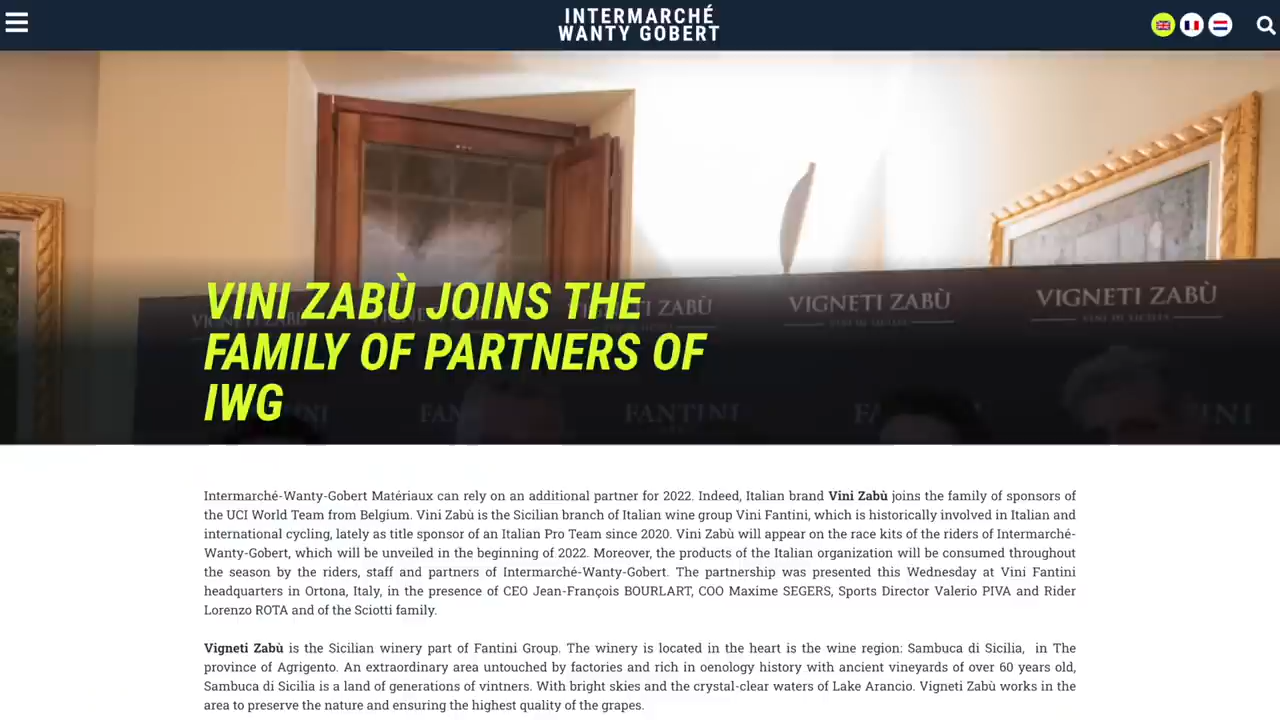 INTERMARCHÉ
WANTY GOBERT
VIGNETI ZABÙ
VIGNETI ZABÙ
VINI DI SICILIA
VINI ZABÙ JOINS THE
FAMILY OF PARTNERS OF
IWG
FANTINI
Intermarché-Wanty-Gobert Matériaux can rely on an additional partner for 2022. Indeed, Italian brand Vini Zabù joins the family of sponsors of
the UCI World Team from Belgium. Vini Zabù is the Sicilian branch of Italian wine group Vini Fantini, which is historically involved in Italian and
international cycling, lately as title sponsor of an Italian Pro Team since 2020. Vini Zabù will appear on the race kits of the riders of Intermarché-
Wanty-Gobert, which will be unveiled in the beginning of 2022. Moreover, the products of the Italian organization will be consumed throughout
the season by the riders, staff and partners of Intermarché-Wanty-Gobert. The partnership was presented this Wednesday at Vini Fantini
headquarters in Ortona, Italy, in the presence of CEO Jean-François BOURLART, COO Maxime SEGERS, Sports Director Valerio PIVA and Rider
Lorenzo ROTA and of the Sciotti family.
Vigneti Zabù is the Sicilian winery part of Fantini Group. The winery is located in the heart is the wine region: Sambuca di Sicilia, in The
province of Agrigento. An extraordinary area untouched by factories and rich in oenology history with ancient vineyards of over 60 years old,
Sambuca di Sicilia is a land of generations of vintners. With bright skies and the crystal-clear waters of Lake Arancio. Vigneti Zabù works in the
area to preserve the nature and ensuring the highest quality of the grapes.